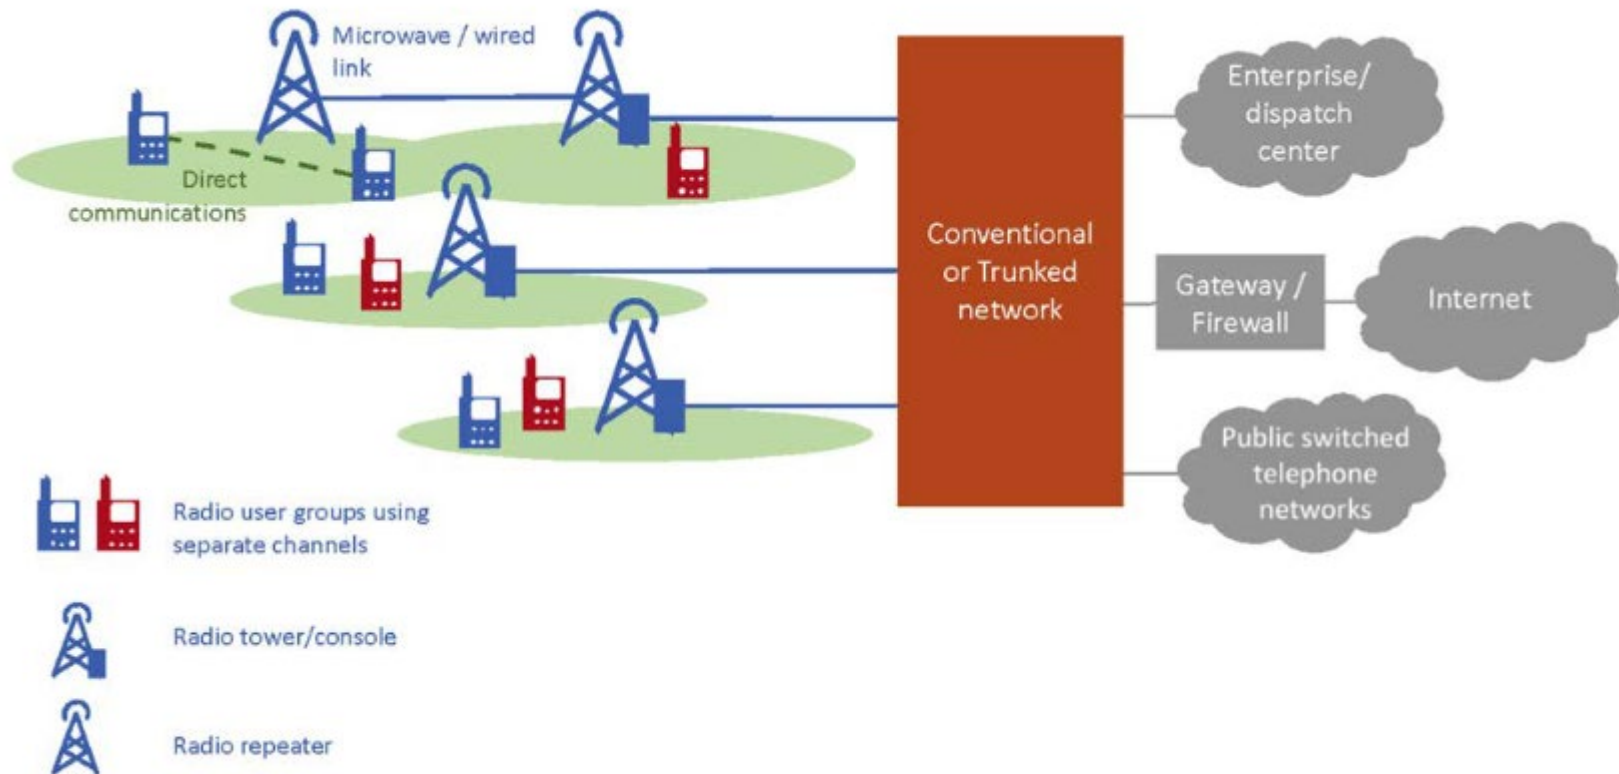 Microwave / wired
link
Direct
communications
Conventional
or Trunked
network
Enterprise/
dispatch
center
Gateway /
Firewall
Internet
Public switched
telephone
networks
Radio user groups using
separate channels
Radio tower/console
Radio repeater